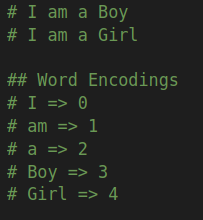 # I am a Boy
# I am a Girl
## Word Encodings
# I => 0
# am => 1
# a => 2
# Boy => 3
# Girl => 4